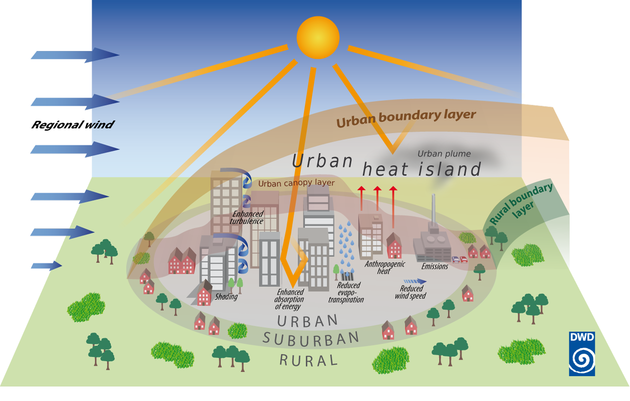 Regional wind
Urban boundary layer
Urban plume
Urban
heat island
Urban canopy layer
Rural boundary
layer
Enhanced
turbulence
Shading
Enhanced
absorption
of energy
Reduced
evapo-
transpiration
Anthropogenic
heat
Emissions
Reduced
wind speed
URBAN
SUBURBAN
RURAL
DWD